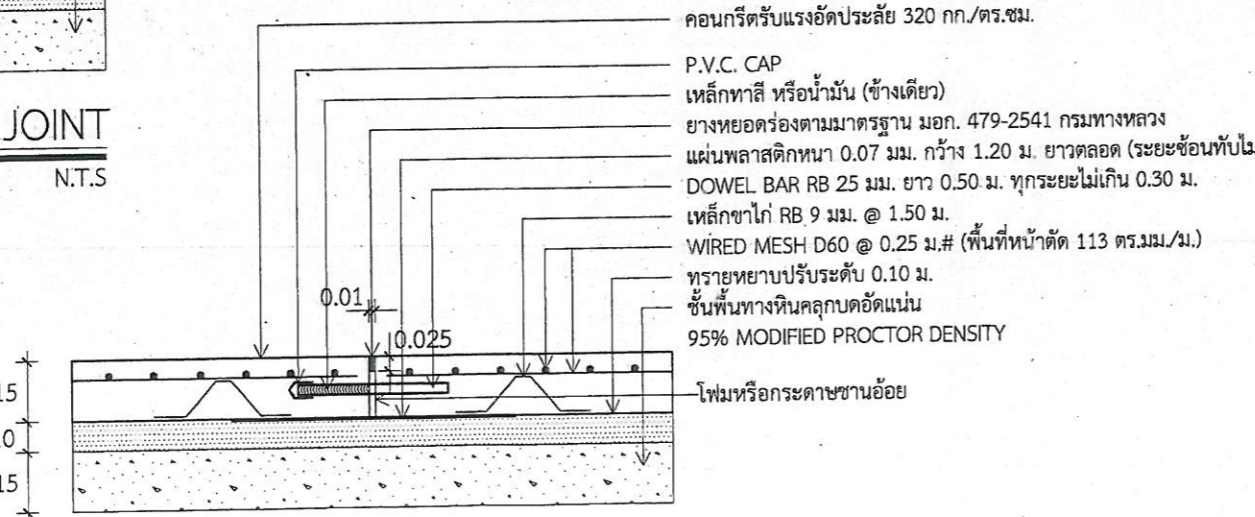 คอนกรีตรับแรงอัดประลัย 320 กก./ตร.ซม.
P.V.C. CAP
เหล็กทาสี หรือน้ำมัน (ข้างเดียว)
JOINT
ยางหยอดร่องตามมาตรฐาน มอก. 479-2541 กรมทางหลวง
แผ่นพลาสติกหนา 0.07 มม. กว้าง 1.20 ม. ยาวตลอด (ระยะซ้อนทับไม
N.T.S
DOWEL BAR RB 25 มม. ยาว 0.50 ม. ทุกระยะไม่เกิน 0.30 ม.
เหล็กขาไก่ RB 9 มม. @ 1.50 ม.
WIRED MESH D60 @ 0.25 ม.# (พื้นที่หน้าตัด 113 ตร.มม./ม.)
ทรายหยาบปรับระดับ 0.10 ม.
ชั้นพื้นทางหินคลุกบดอัดแน่น
95% MODIFIED PROCTOR DENSITY
0.01
0.025
โฟมหรือกระดาษชานอ้อย
15
0
15